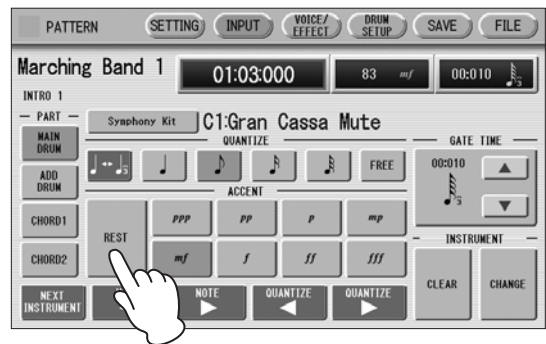 PATTERN SETTING INPUT VOICE/ EFFECT DRUM SETUP SAVE FILE
Marching Band 1 01:03:000 83 mf 00:010
INTRO 1
PART
Symphony Kit C1:Gran Cassa Mute
MAIN DRUM
QUANTIZE
GATE TIME
FREE
00:010
ADD DRUM
ACCENT
CHORD1
REST
ppp pp p mp
INSTRUMENT
CHORD2
mf f ff fff
CLEAR CHANGE
NEXT INSTRUMENT
NOTE
QUANTIZE
QUANTIZE